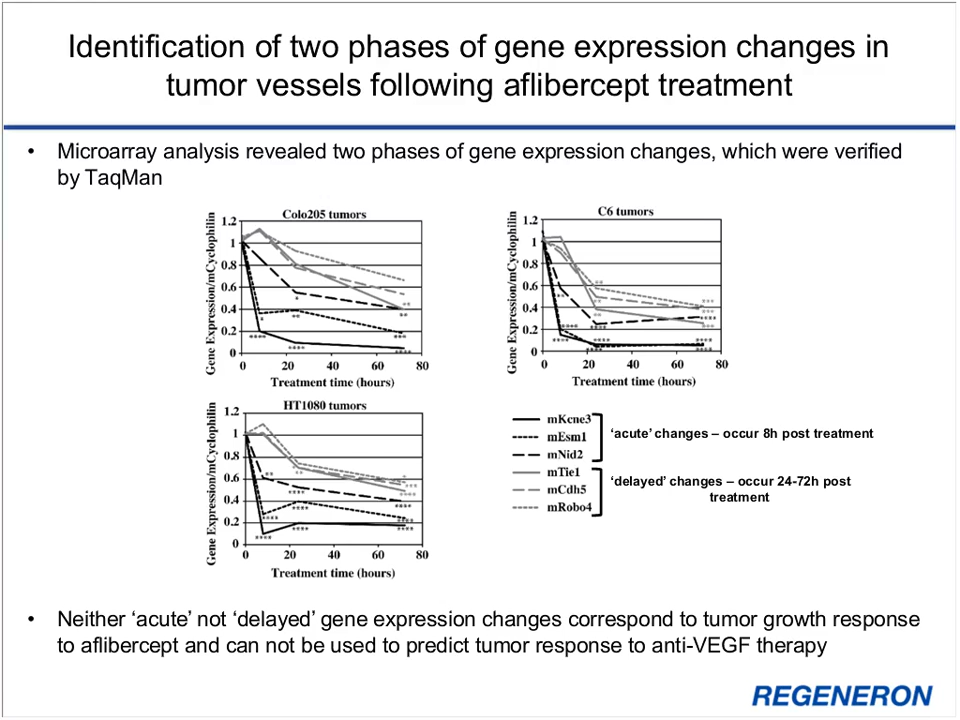 Identification of two phases of gene expression changes in
tumor vessels following aflibercept treatment
• Microarray analysis revealed two phases of gene expression changes, which were verified
by TaqMan
Colo205 tumors
Gene Expression/mCyclophilin
1.2
1
0.8
0.6
0.4
0.2
0
0 20 40 60 80
Treatment time (hours)
* **** * ** **** ** ** *** ****
C6 tumors
Gene Expression/mCyclophilin
1.2
1
0.8
0.6
0.4
0.2
0
0 20 40 60 80
Treatment time (hours)
HT1080 tumors
Gene Expression/mCyclophilin
1.2
1
0.8
0.6
0.4
0.2
0
0 20 40 60 80
Treatment time (hours)
mKcne3
mEsm1
mNid2
mTie1
mCdh5
mRobo4
‘acute’ changes – occur 8h post treatment
‘delayed’ changes – occur 24-72h post
treatment
• Neither ‘acute’ not ‘delayed’ gene expression changes correspond to tumor growth response
to aflibercept and can not be used to predict tumor response to anti-VEGF therapy
REGENERON